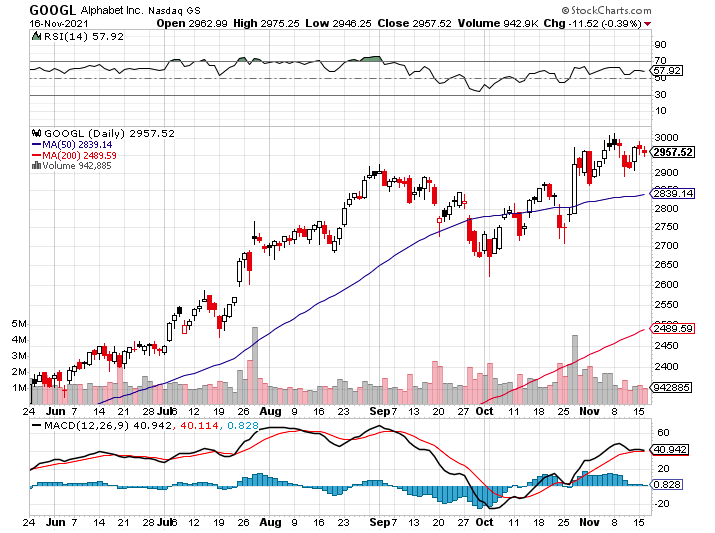 GOOGL Alphabet Inc. Nasdaq GS © StockCharts.com
16-Nov-2021 Open 2962.99 High 2975.25 Low 2946.25 Close 2957.52 Volume 942.9K Chg -11.52 (-0.39%)
RSI(14) 57.92
90
70
57.92
50
30
10
GOOGL (Daily) 2957.52
MA(50) 2839.14
MA(200) 2489.59
Volume 942,885
3000
2957.52
2900
2839.14
2800
2750
2700
2650
2600
2550
2500
2489.59
2450
2400
942885
5M
4M
3M
2M
1M
24 Jun 7 14 21 28 Jul 6 12 19 26 Aug 9 16 23 Sep 7 13 20 27 Oct 11 18 25 Nov 8 15
MACD(12,26,9) 40.942, 40.114, 0.828
60
40.942
20
0.828
-20
24 Jun 7 14 21 28 Jul 6 12 19 26 Aug 9 16 23 Sep 7 13 20 27 Oct 11 18 25 Nov 8 15